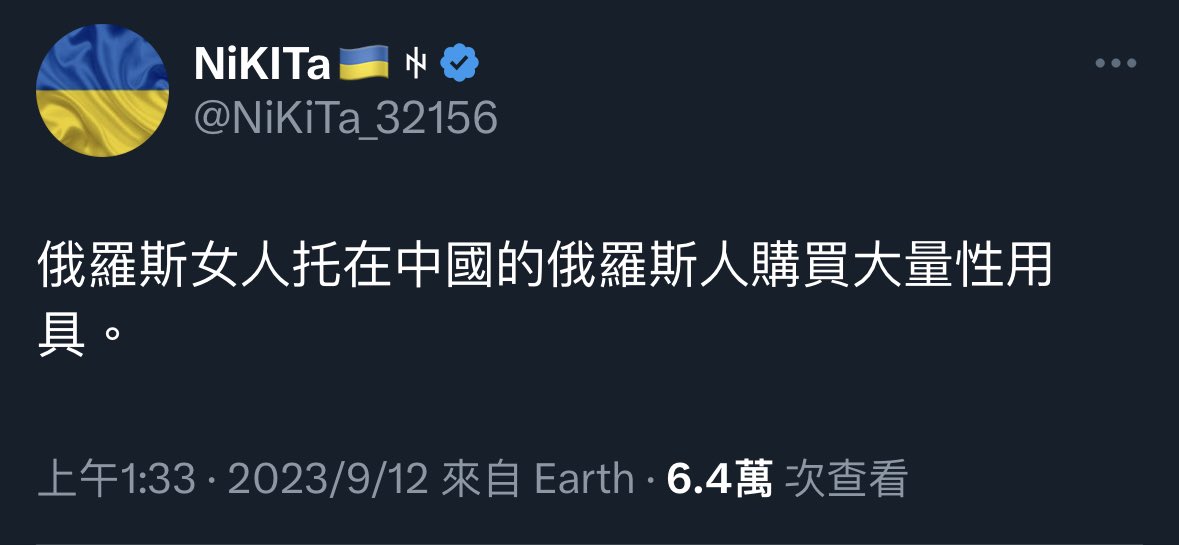 NiKITa🇺🇦 卝
@NiKiTa_32156
俄羅斯女人托在中國的俄羅斯人購買大量性用
具。
上午1:33 · 2023/9/12 來自 Earth · 6.4萬 次查看